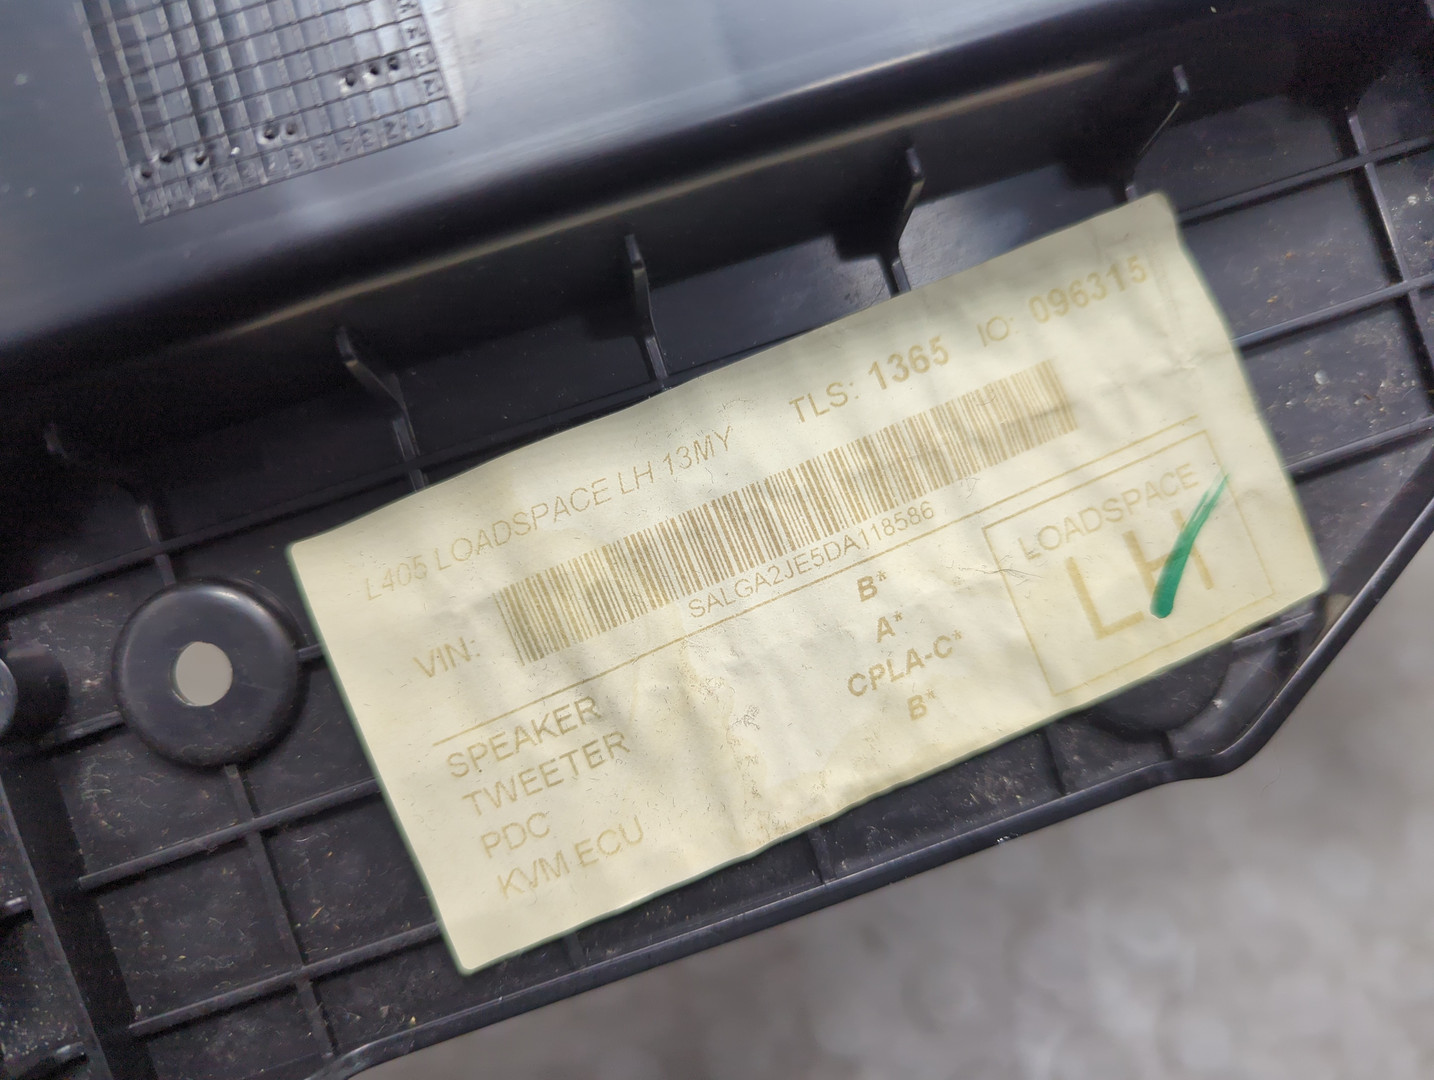 L405 LOADSPACE LH 13MY TLS: 1365 IO: 096315
VIN:
SALGA2JE5DA118586
SPEAKER B*
TWEETER A*
PDC CPLA-C*
KVM ECU B*
LOADSPACE
LH